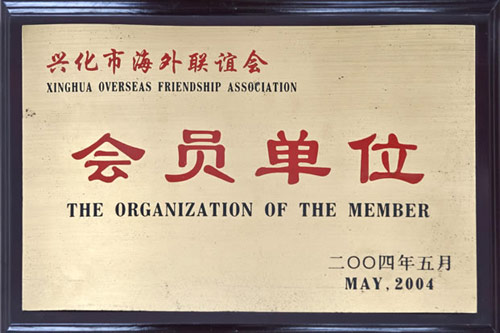 兴化市海外联谊会
XINGHUA OVERSEAS FRIENDSHIP ASSOCIATION
会员单位
THE ORGANIZATION OF THE MEMBER
二〇〇四年五月
MAY, 2004